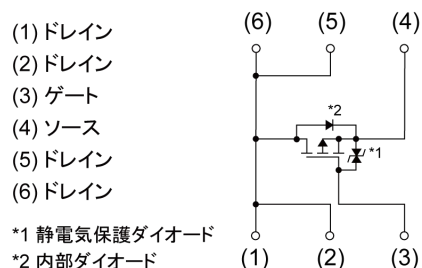 (1) ドレイン
(2) ドレイン
(3) ゲート
(4) ソース
(5) ドレイン
(6) ドレイン
*1 静電気保護ダイオード
*2 内部ダイオード
(6) (5) (4)
*2
*1
(1) (2) (3)